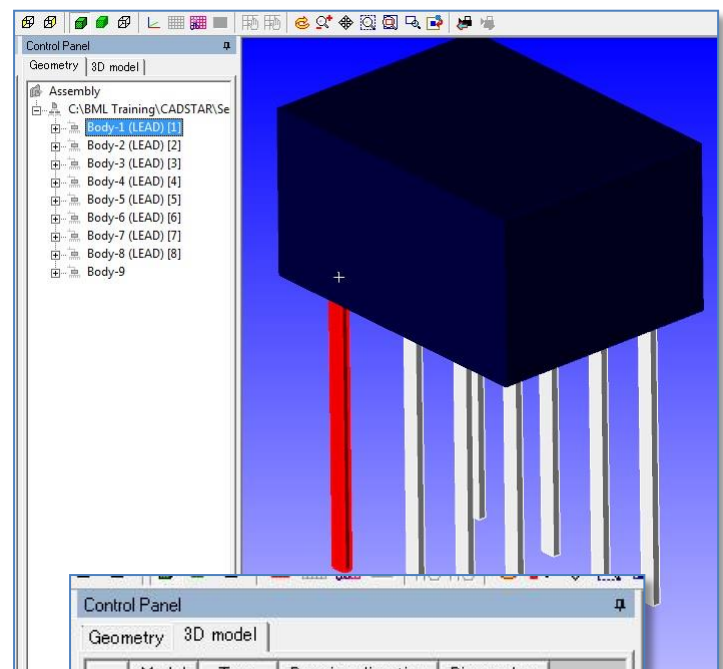 Control Panel
Geometry 3D model
Assembly
C:\BML Training\CADSTAR\Se
Body-1 (LEAD) [1]
Body-2 (LEAD) [2]
Body-3 (LEAD) [3]
Body-4 (LEAD) [4]
Body-5 (LEAD) [5]
Body-6 (LEAD) [6]
Body-7 (LEAD) [7]
Body-8 (LEAD) [8]
Body-9
Control Panel
Geometry 3D model